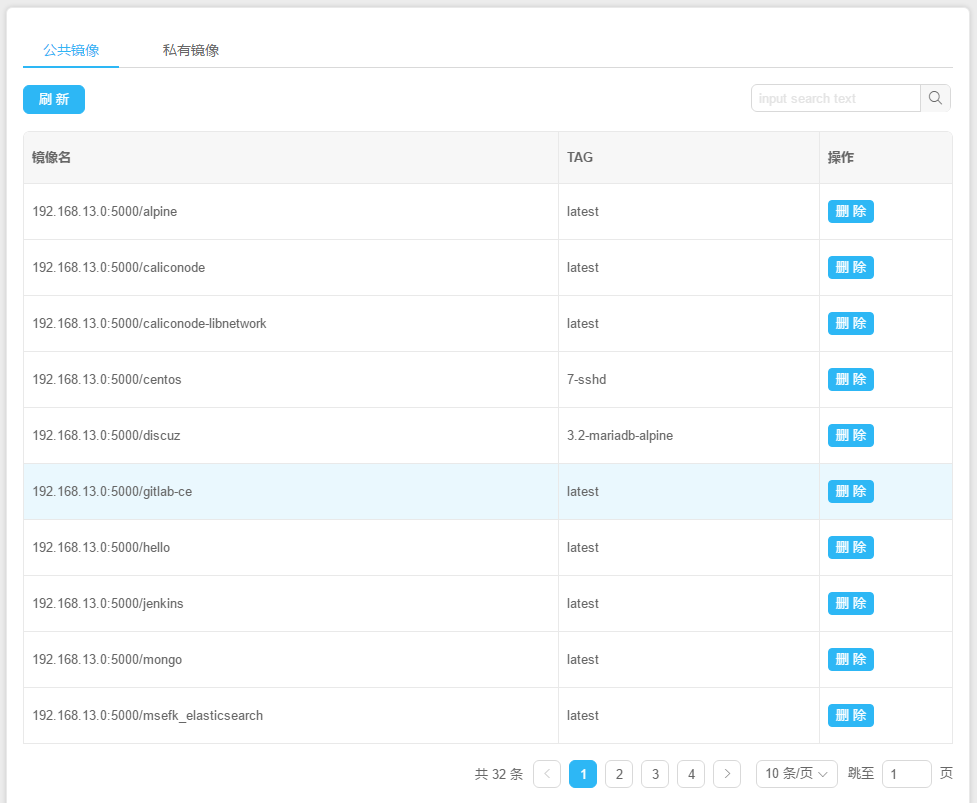 公共镜像 私有镜像
刷 新 input search text
镜像名 TAG 操作
192.168.13.0:5000/alpine latest 删 除
192.168.13.0:5000/caliconode latest 删 除
192.168.13.0:5000/caliconode-libnetwork latest 删 除
192.168.13.0:5000/centos 7-sshd 删 除
192.168.13.0:5000/discuz 3.2-mariadb-alpine 删 除
192.168.13.0:5000/gitlab-ce latest 删 除
192.168.13.0:5000/hello latest 删 除
192.168.13.0:5000/jenkins latest 删 除
192.168.13.0:5000/mongo latest 删 除
192.168.13.0:5000/msefk_elasticsearch latest 删 除
共 32 条 1 2 3 4 10 条/页 跳至 1 页